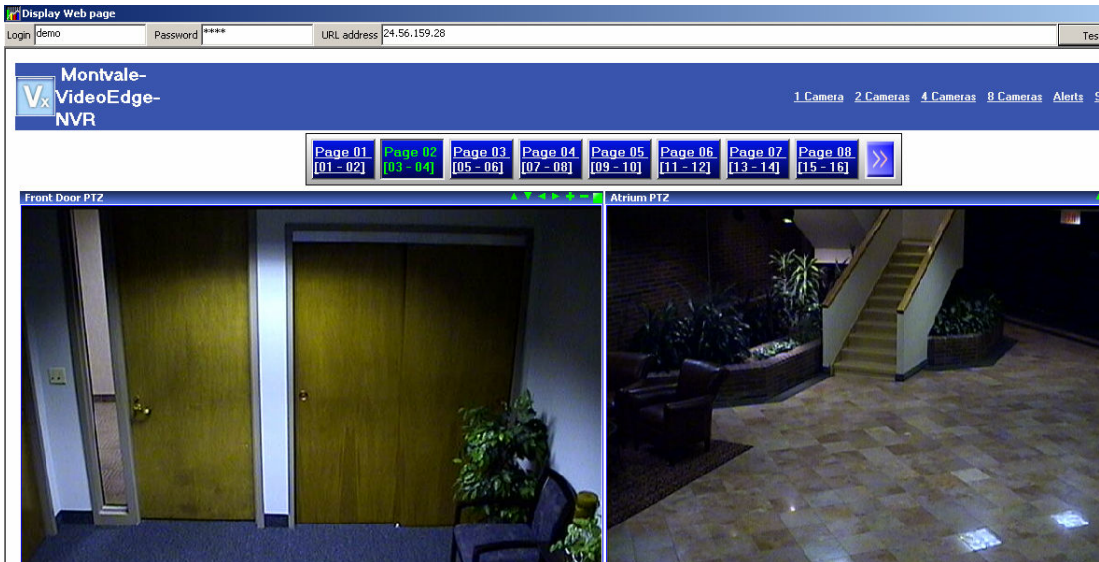 Display Web page
Login demo Password **** URL address 24.56.159.28 Test
Vx
Montvale-
VideoEdge-
NVR
1 Camera 2 Cameras 4 Cameras 8 Cameras Alerts S
Page 01 Page 02 Page 03 Page 04 Page 05 Page 06 Page 07 Page 08 »
[01 - 02] [03 - 04] [05 - 06] [07 - 08] [09 - 10] [11 - 12] [13 - 14] [15 - 16]
Front Door PTZ Atrium PTZ